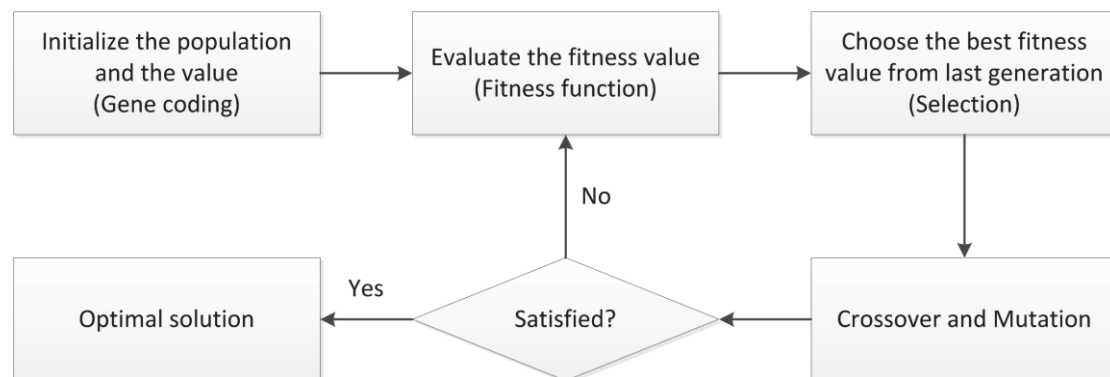 Initialize the population
and the value
(Gene coding)
Evaluate the fitness value
(Fitness function)
Choose the best fitness
value from last generation
(Selection)
No
Yes
Optimal solution
Satisfied?
Crossover and Mutation